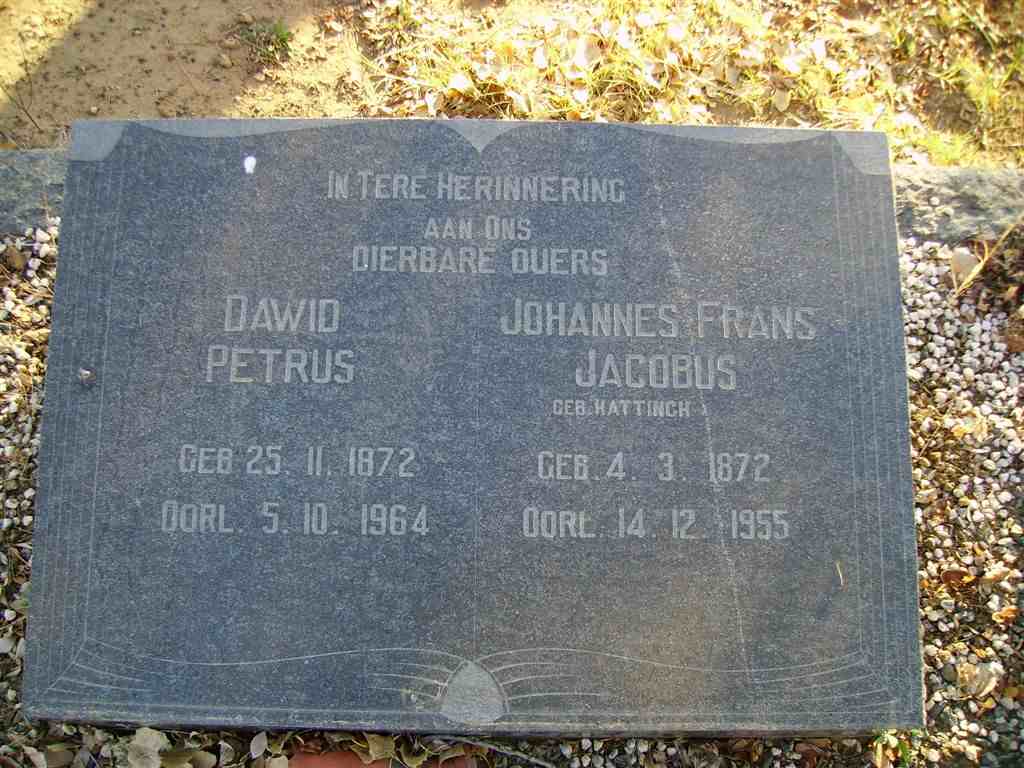 IN TERE HERINNERING
AAN ONS
DIERBARE OUERS
DAWID
PETRUS
GEB 25. 11. 1872
OORL. 5. 10. 1964
JOHANNES FRANS
JACOBUS
(GEB. HATTINGH)
GEB. 4. 3. 1872
OORL. 14. 12. 1955